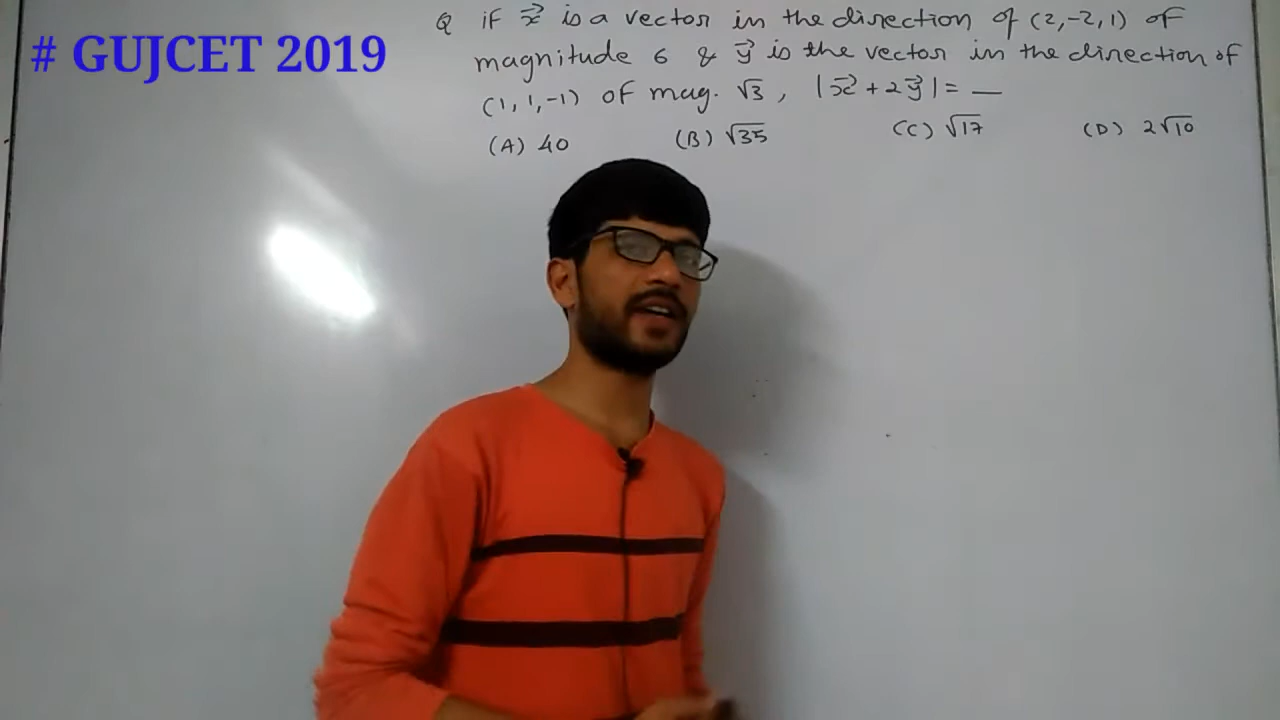 # GUJCET 2019
Q if x⃗ is a vector in the direction of (2,-2,1) of
magnitude 6 & y⃗ is the vector in the direction of
(1,1,-1) of mag. √3, |x⃗ + 2y⃗| = __
(A) 40 (B) √35 (C) √17 (D) 2√10